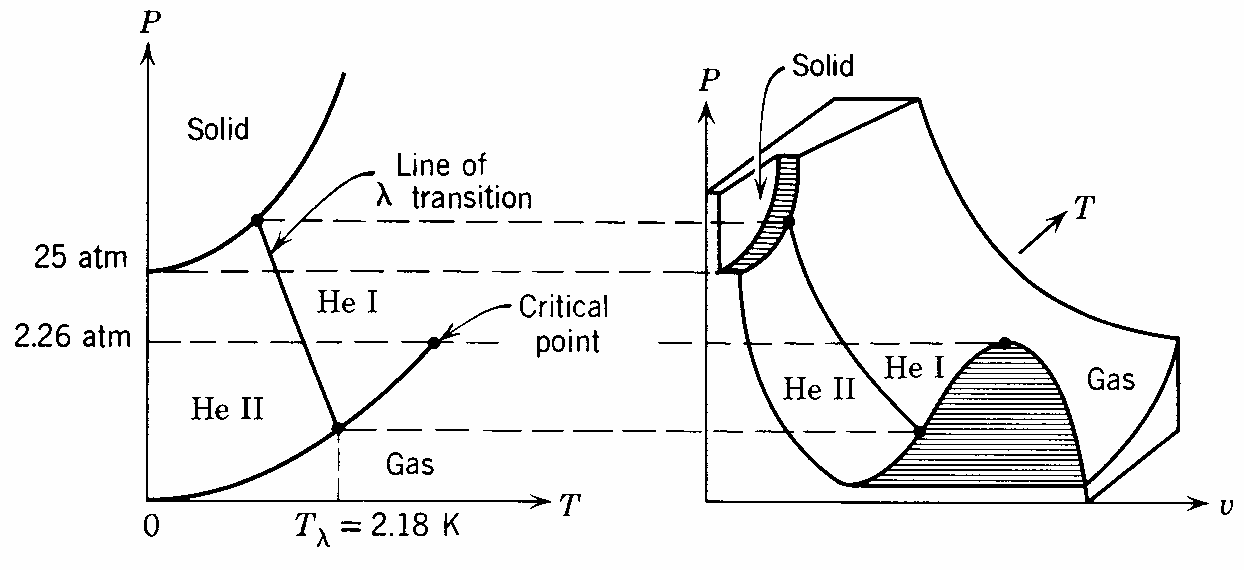 P
Solid
Line of
λ transition
25 atm
He I
2.26 atm
Critical
point
He II
Gas
0
T_λ = 2.18 K
T
P
Solid
T
He II
He I
Gas
v